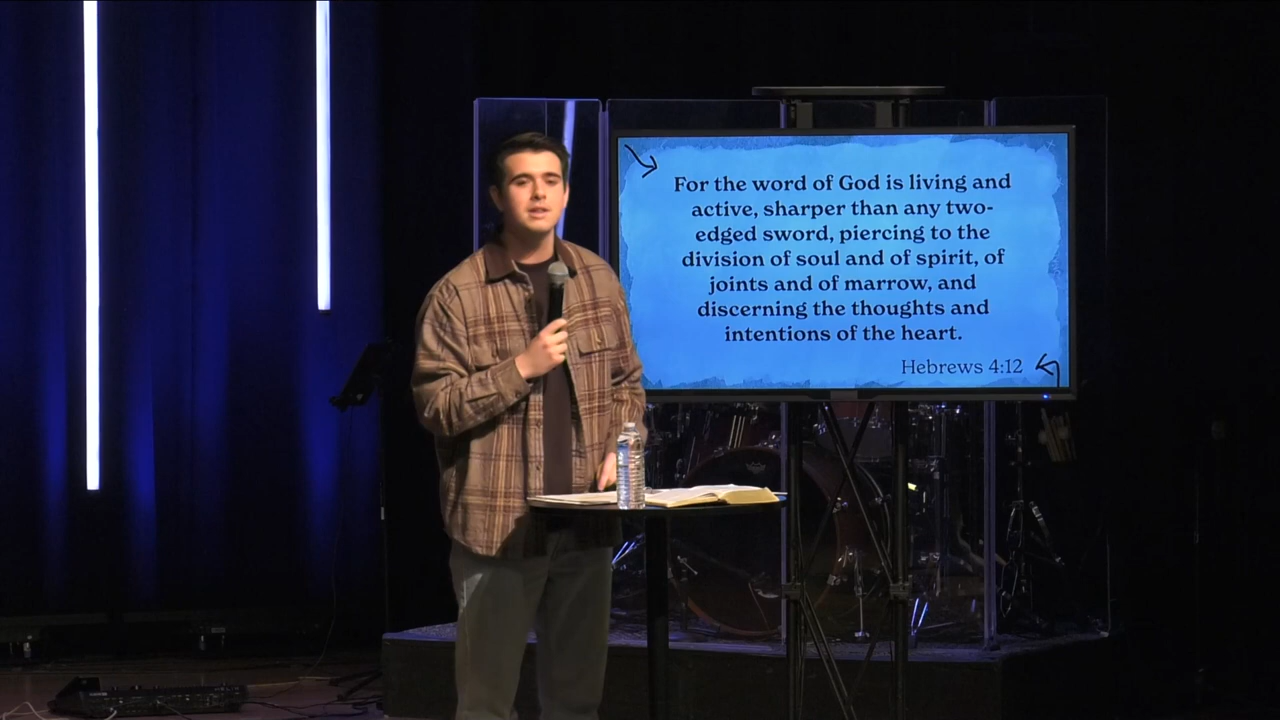 For the word of God is living and
active, sharper than any two-
edged sword, piercing to the
division of soul and of spirit, of
joints and of marrow, and
discerning the thoughts and
intentions of the heart.
Hebrews 4:12